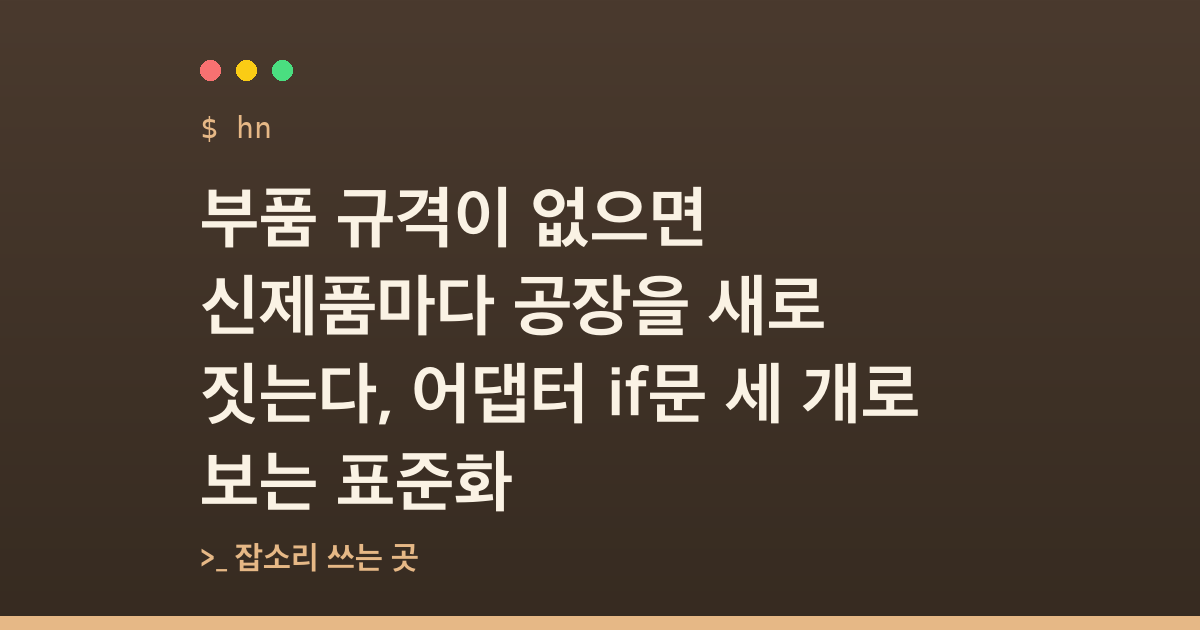 $ hn
부품 규격이 없으면
신제품마다 공장을 새로
짓는다, 어댑터 if문 세 개로
보는 표준화
>_ 잡소리 쓰는 곳